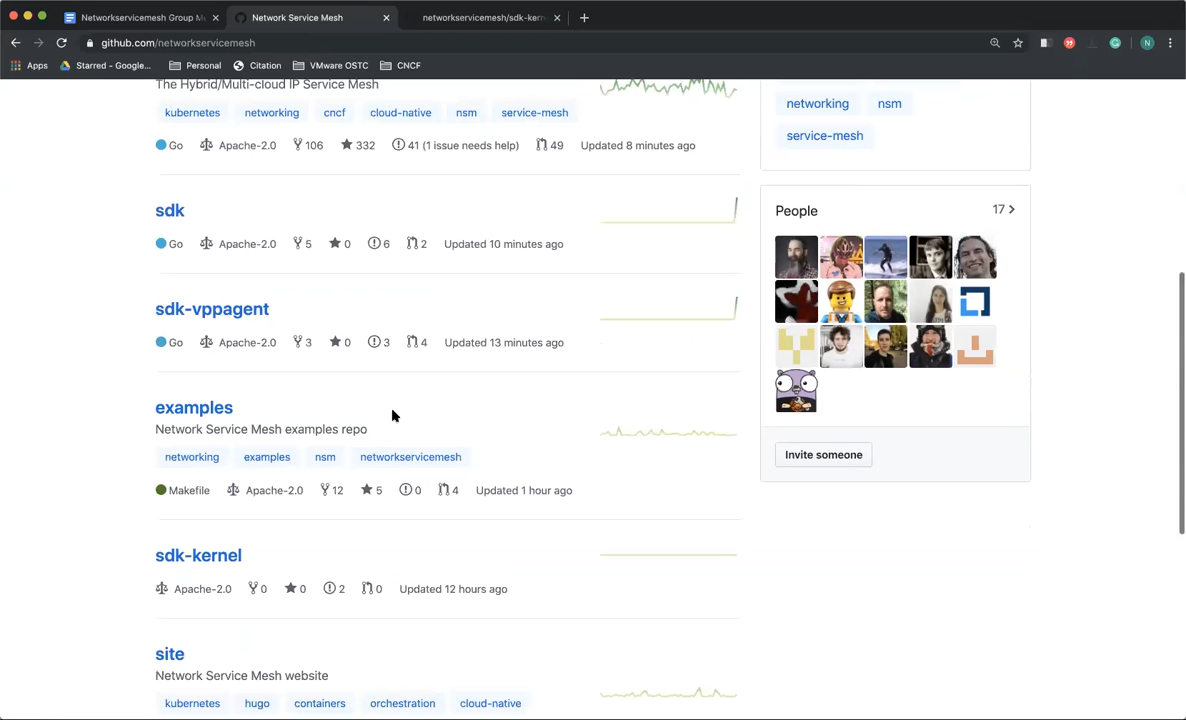 Networkservicemesh Group M
Network Service Mesh
networkservicemesh/sdk-kern
github.com/networkservicemesh
N
Apps
Starred - Google...
Personal
Citation
VMware OSTC
CNCF
The Hybrid/Multi-cloud IP Service Mesh
kubernetes networking cncf cloud-native nsm service-mesh
Go Apache-2.0 106 332 41 (1 issue needs help) 49 Updated 8 minutes ago
sdk
Go Apache-2.0 5 0 6 2 Updated 10 minutes ago
sdk-vppagent
Go Apache-2.0 3 0 3 4 Updated 13 minutes ago
examples
Network Service Mesh examples repo
networking examples nsm networkservicemesh
Makefile Apache-2.0 12 5 0 4 Updated 1 hour ago
sdk-kernel
Apache-2.0 0 0 2 0 Updated 12 hours ago
site
Network Service Mesh website
kubernetes hugo containers orchestration cloud-native
networking nsm
service-mesh
People 17
Invite someone